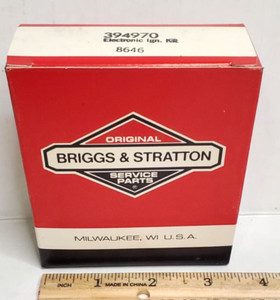 394970
Electronic Ign. Kit
8646
ORIGINAL
BRIGGS & STRATTON
SERVICE
PARTS
®
MILWAUKEE, WI U.S.A.
INCH 1 MADE IN CHINA 2 3 4